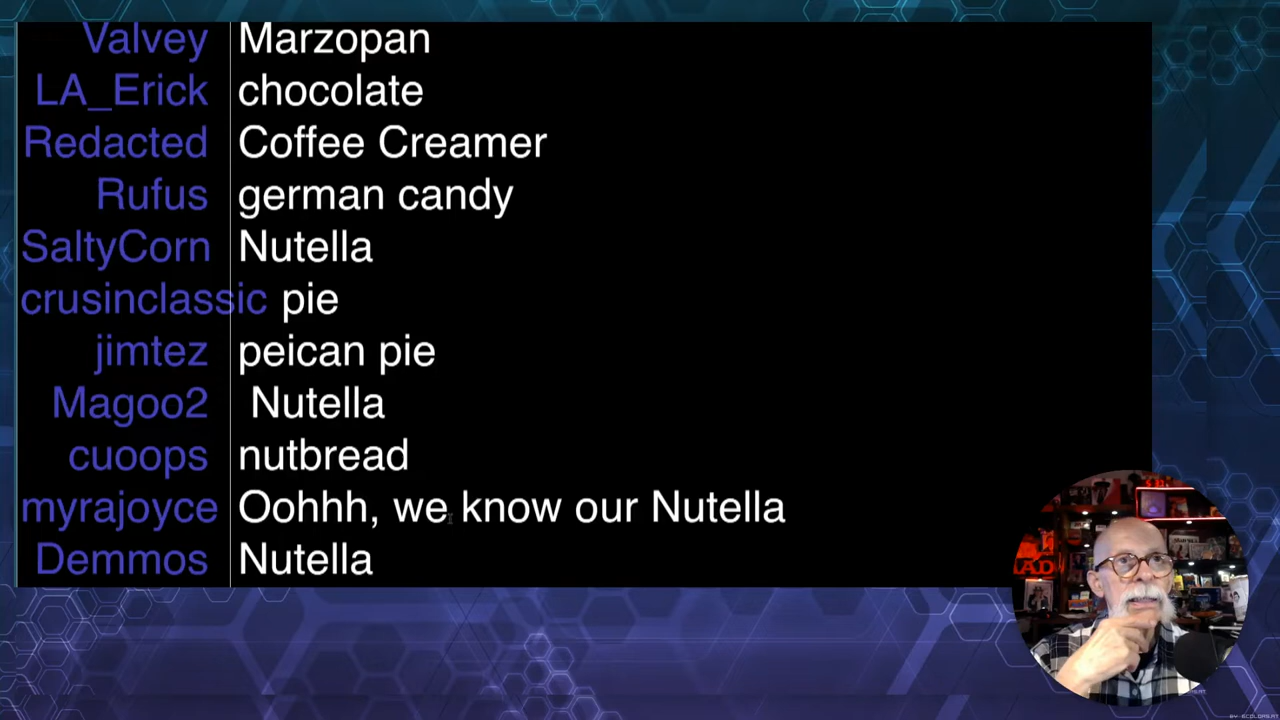 Valvey Marzopan
LA_Erick chocolate
Redacted Coffee Creamer
Rufus german candy
SaltyCorn Nutella
crusinclassic pie
jimtez peican pie
Magoo2 Nutella
cuoops nutbread
myrajoyce Oohhh, we know our Nutella
Demmos Nutella